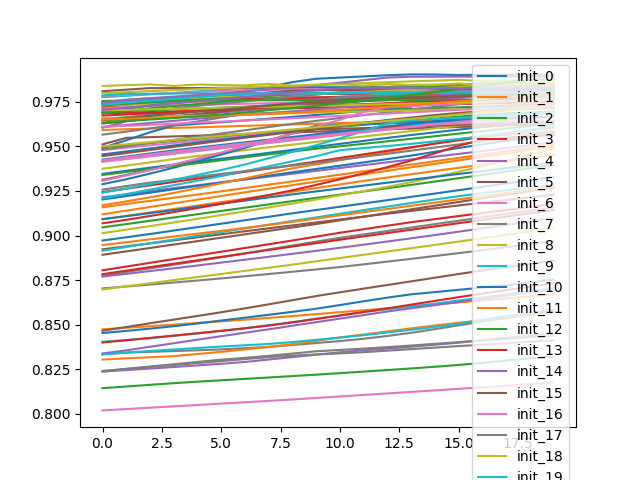 0.975
0.950
0.925
0.900
0.875
0.850
0.825
0.800
0.0
2.5
5.0
7.5
10.0
12.5
15.0
17.5
init_0
init_1
init_2
init_3
init_4
init_5
init_6
init_7
init_8
init_9
init_10
init_11
init_12
init_13
init_14
init_15
init_16
init_17
init_18
init_19